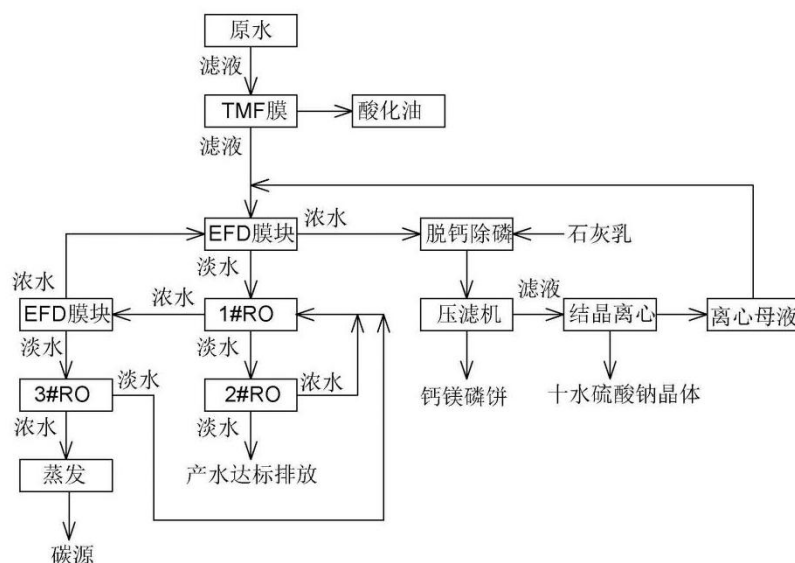 原水
滤液
TMF膜
酸化油
滤液
EFD膜块
浓水
脱钙除磷
石灰乳
淡水
浓水
EFD膜块
浓水
1#RO
压滤机
滤液
结晶离心
离心母液
淡水
淡水
3#RO
淡水
2#RO
浓水
钙镁磷饼
十水硫酸钠晶体
浓水
淡水
蒸发
产水达标排放
碳源